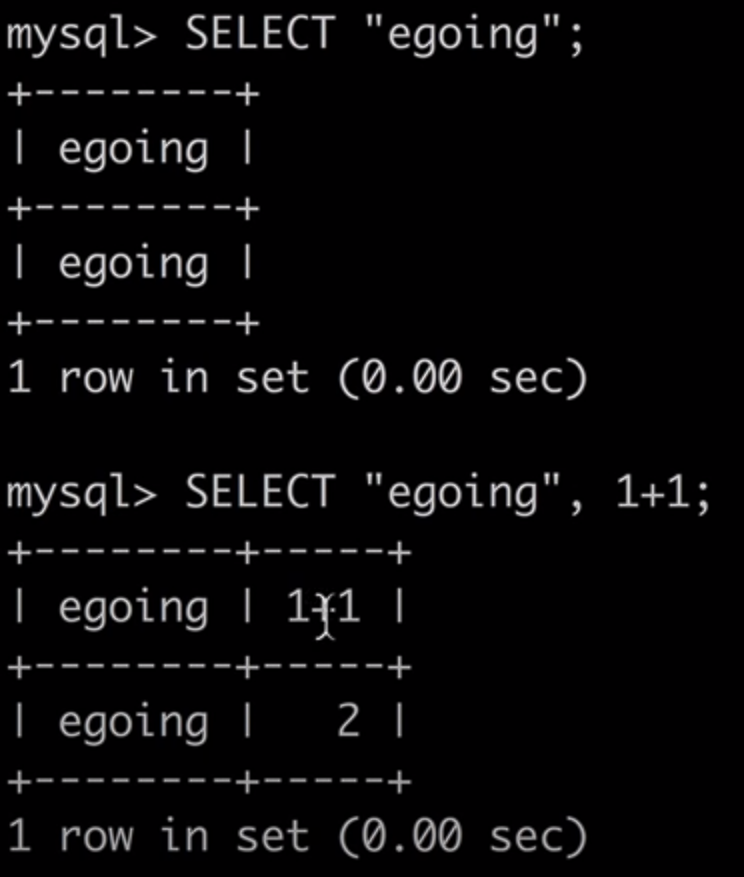 mysql> SELECT "egoing";
+--------+
| egoing |
+--------+
| egoing |
+--------+
1 row in set (0.00 sec)
mysql> SELECT "egoing", 1+1;
+--------+-----+
| egoing | 1+1 |
+--------+-----+
| egoing |   2 |
+--------+-----+
1 row in set (0.00 sec)